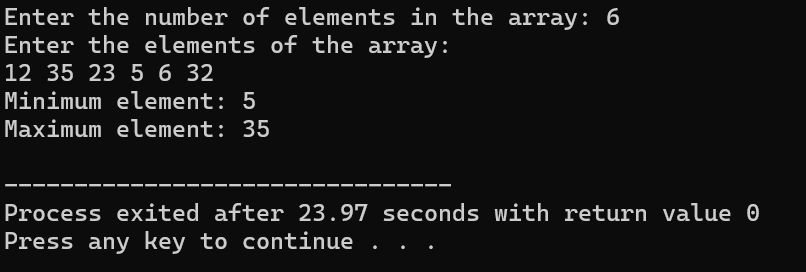 Enter the number of elements in the array: 6
Enter the elements of the array:
12 35 23 5 6 32
Minimum element: 5
Maximum element: 35
--------------------------------
Process exited after 23.97 seconds with return value 0
Press any key to continue . . .